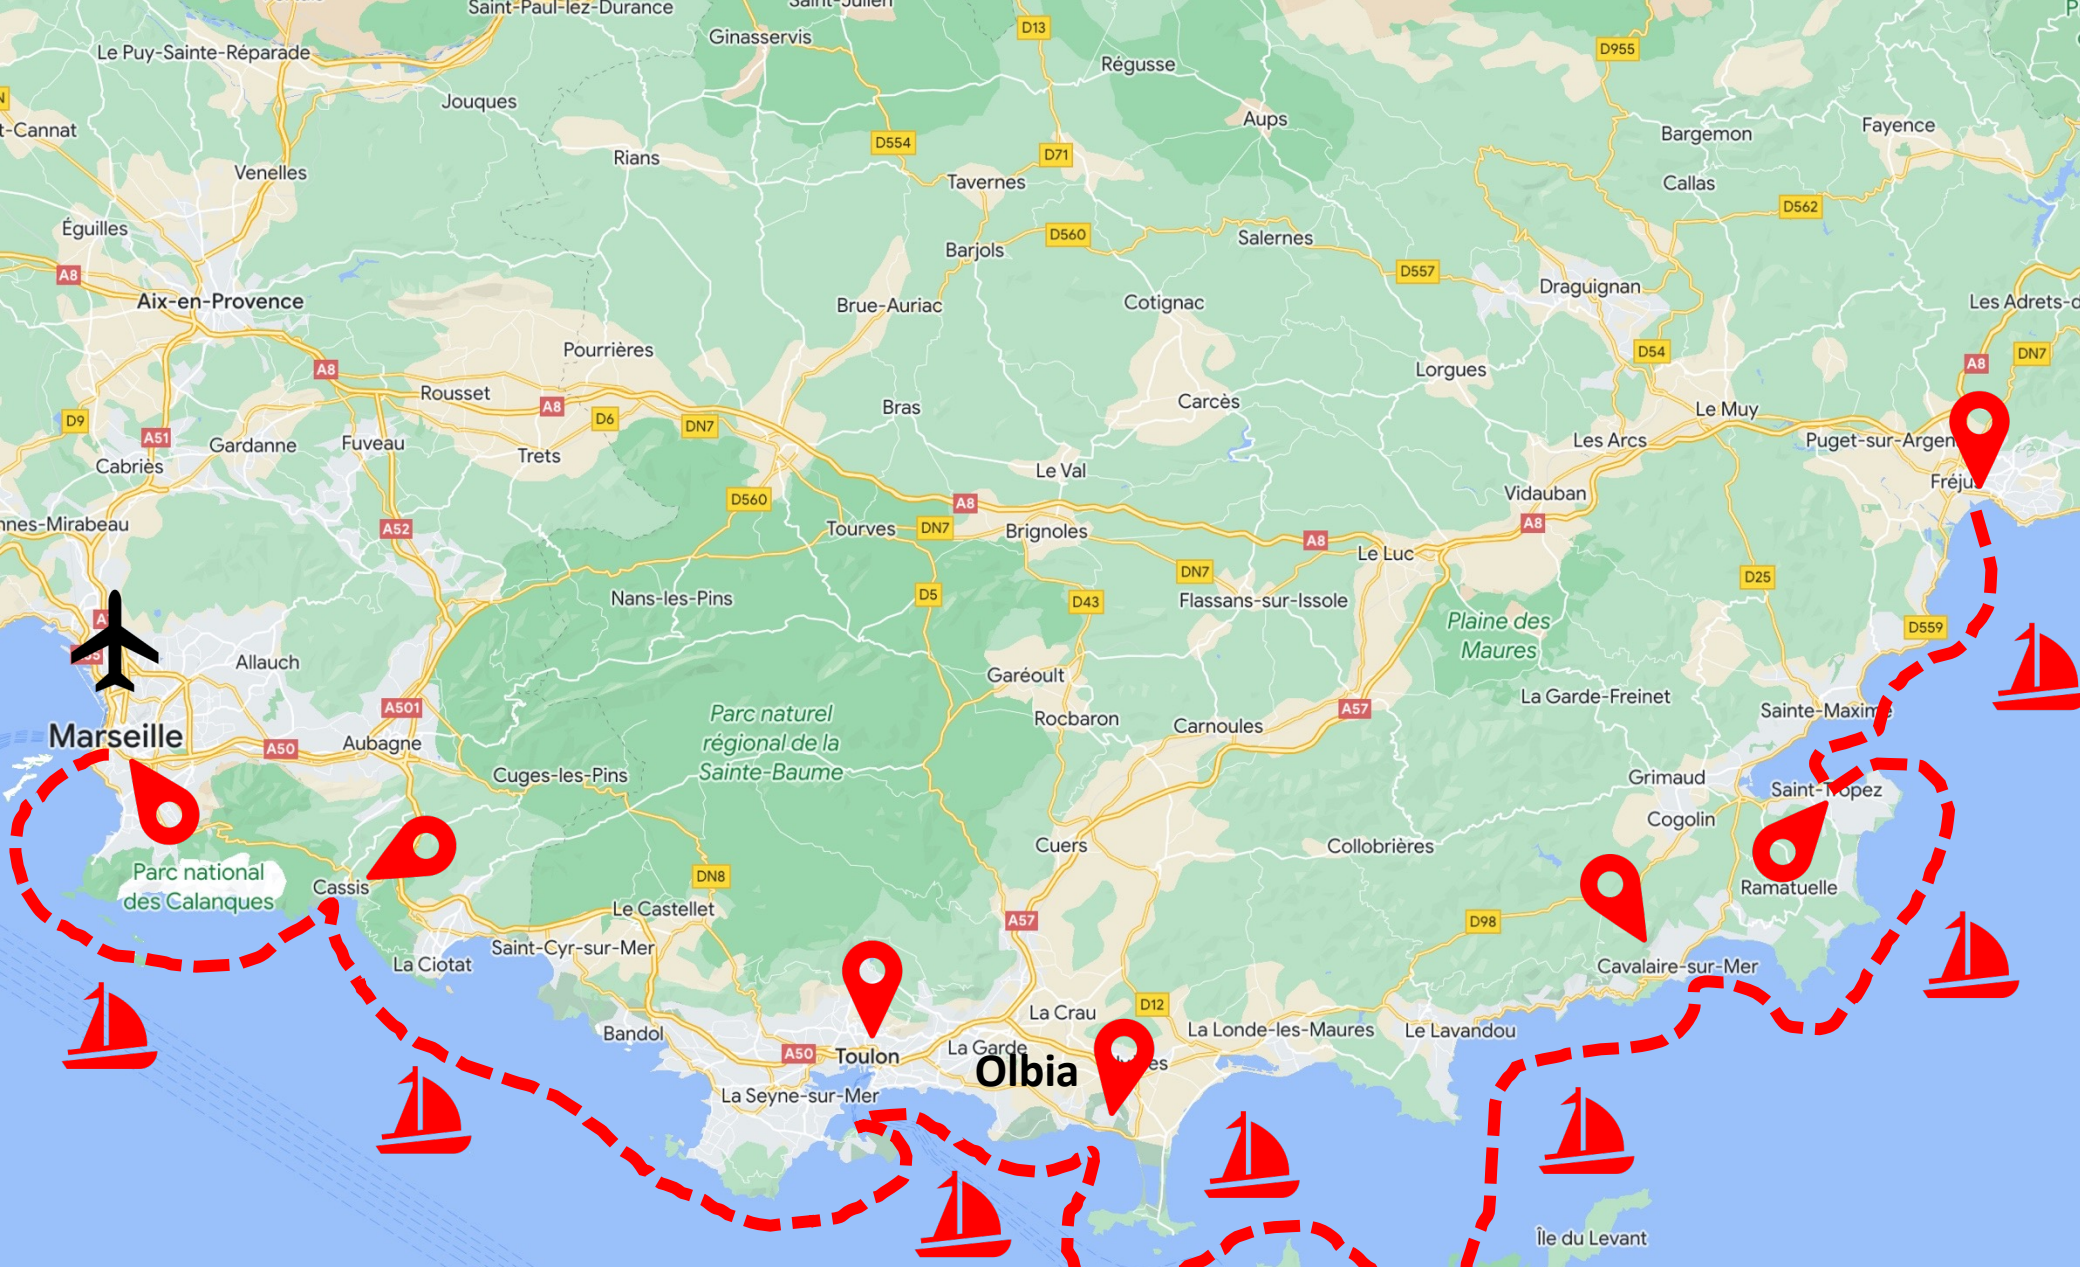 Saint-Paul-lez-Durance
Le Puy-Sainte-Réparade
Ginasservis
D13
D955
Régusse
Jouques
Aups
Bargemon
Fayence
t-Cannat
D554
D71
Rians
Venelles
Tavernes
Callas
D562
Éguilles
D560
Barjols
Salernes
A8
D557
Draguignan
Aix-en-Provence
Brue-Auriac
Cotignac
Les Adrets-d
Pourrières
D54
DN7
A8
A8
Lorgues
Rousset
A8
D6
DN7
Bras
Carcès
Le Muy
D9
A51
Gardanne
Fuveau
Les Arcs
Puget-sur-Argen
Cabriès
Trets
Le Val
Fréju
D560
A8
Vidauban
nnes-Mirabeau
A52
Tourves
DN7
Brignoles
A8
A8
Le Luc
DN7
D25
Nans-les-Pins
D5
D43
Flassans-sur-Issole
Plaine des
Maures
D559
Allauch
Garéoult
La Garde-Freinet
A501
Parc naturel
régional de la
Sainte-Baume
Rocbaron
Carnoules
A57
Sainte-Maxime
Marseille
A50
Aubagne
Cuges-les-Pins
Grimaud
Saint-Tropez
Cogolin
Cuers
Collobrières
Parc national
des Calanques
Cassis
DN8
Ramatuelle
Le Castellet
A57
D98
Saint-Cyr-sur-Mer
La Ciotat
Cavalaire-sur-Mer
D12
La Crau
Bandol
La Londe-les-Maures
Le Lavandou
A50
Toulon
La Garde
Olbia
es
La Seyne-sur-Mer
Île du Levant